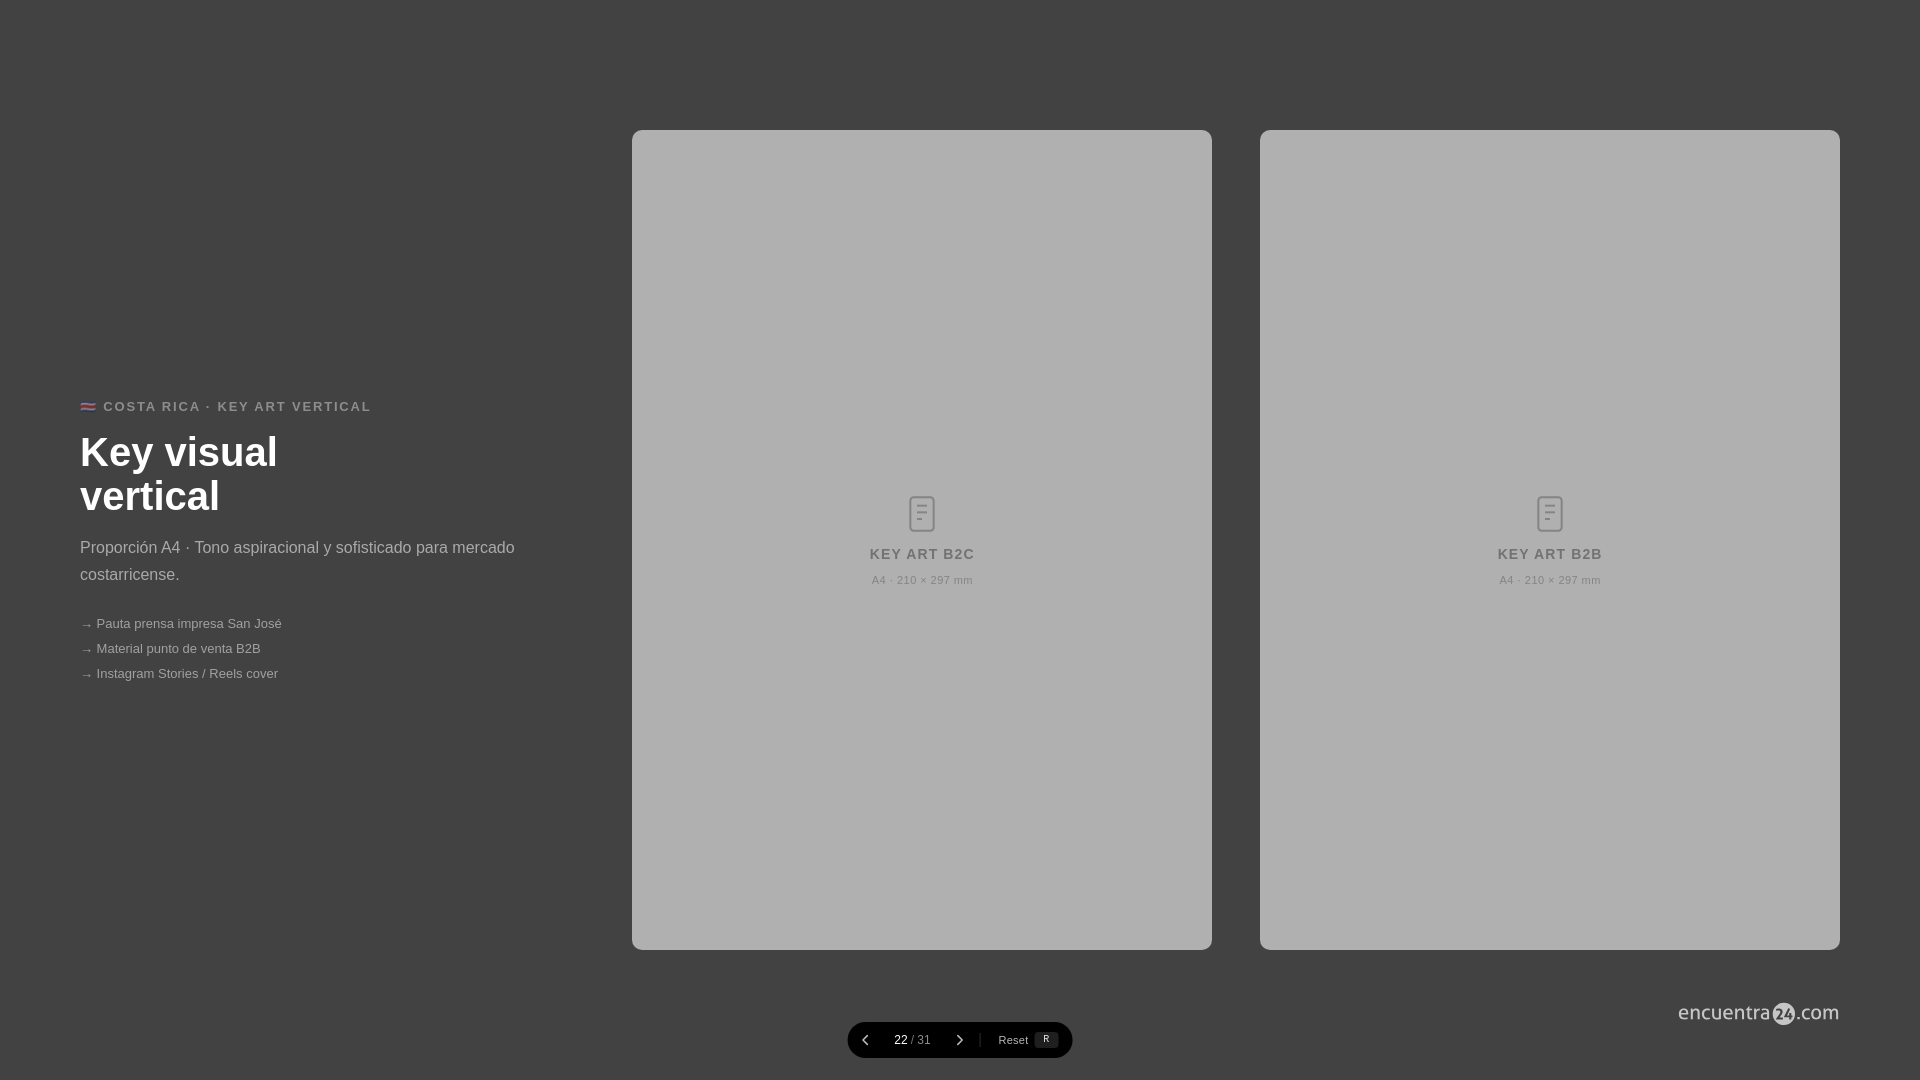 🇨🇷 COSTA RICA · KEY ART VERTICAL
Key visual
vertical
Proporción A4 · Tono aspiracional y sofisticado para mercado
costarricense.
→ Pauta prensa impresa San José
→ Material punto de venta B2B
→ Instagram Stories / Reels cover
KEY ART B2C
A4 · 210 × 297 mm
KEY ART B2B
A4 · 210 × 297 mm
encuentra24.com
22 / 31
Reset R